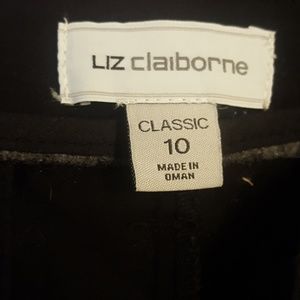 LIZ claiborne
CLASSIC
10
MADE IN
OMAN